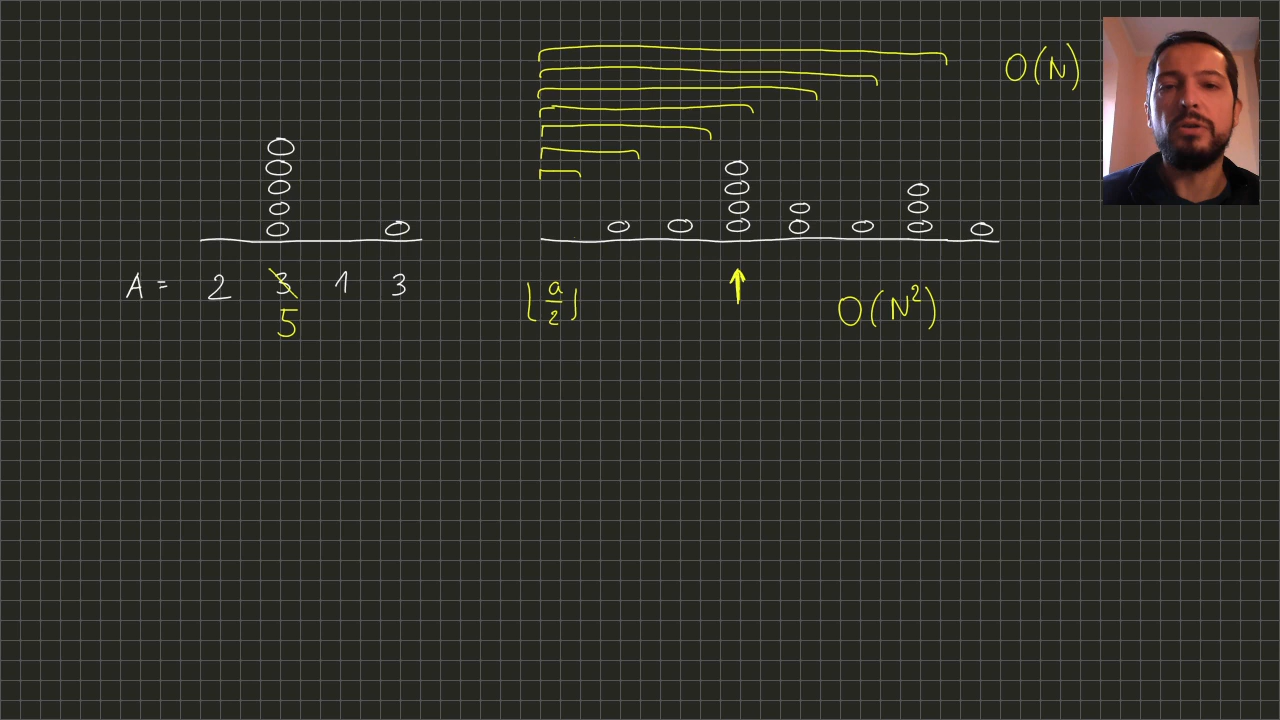 O(N)
A = 2 3 1 3
5
⌊a/2⌋
O(N²)